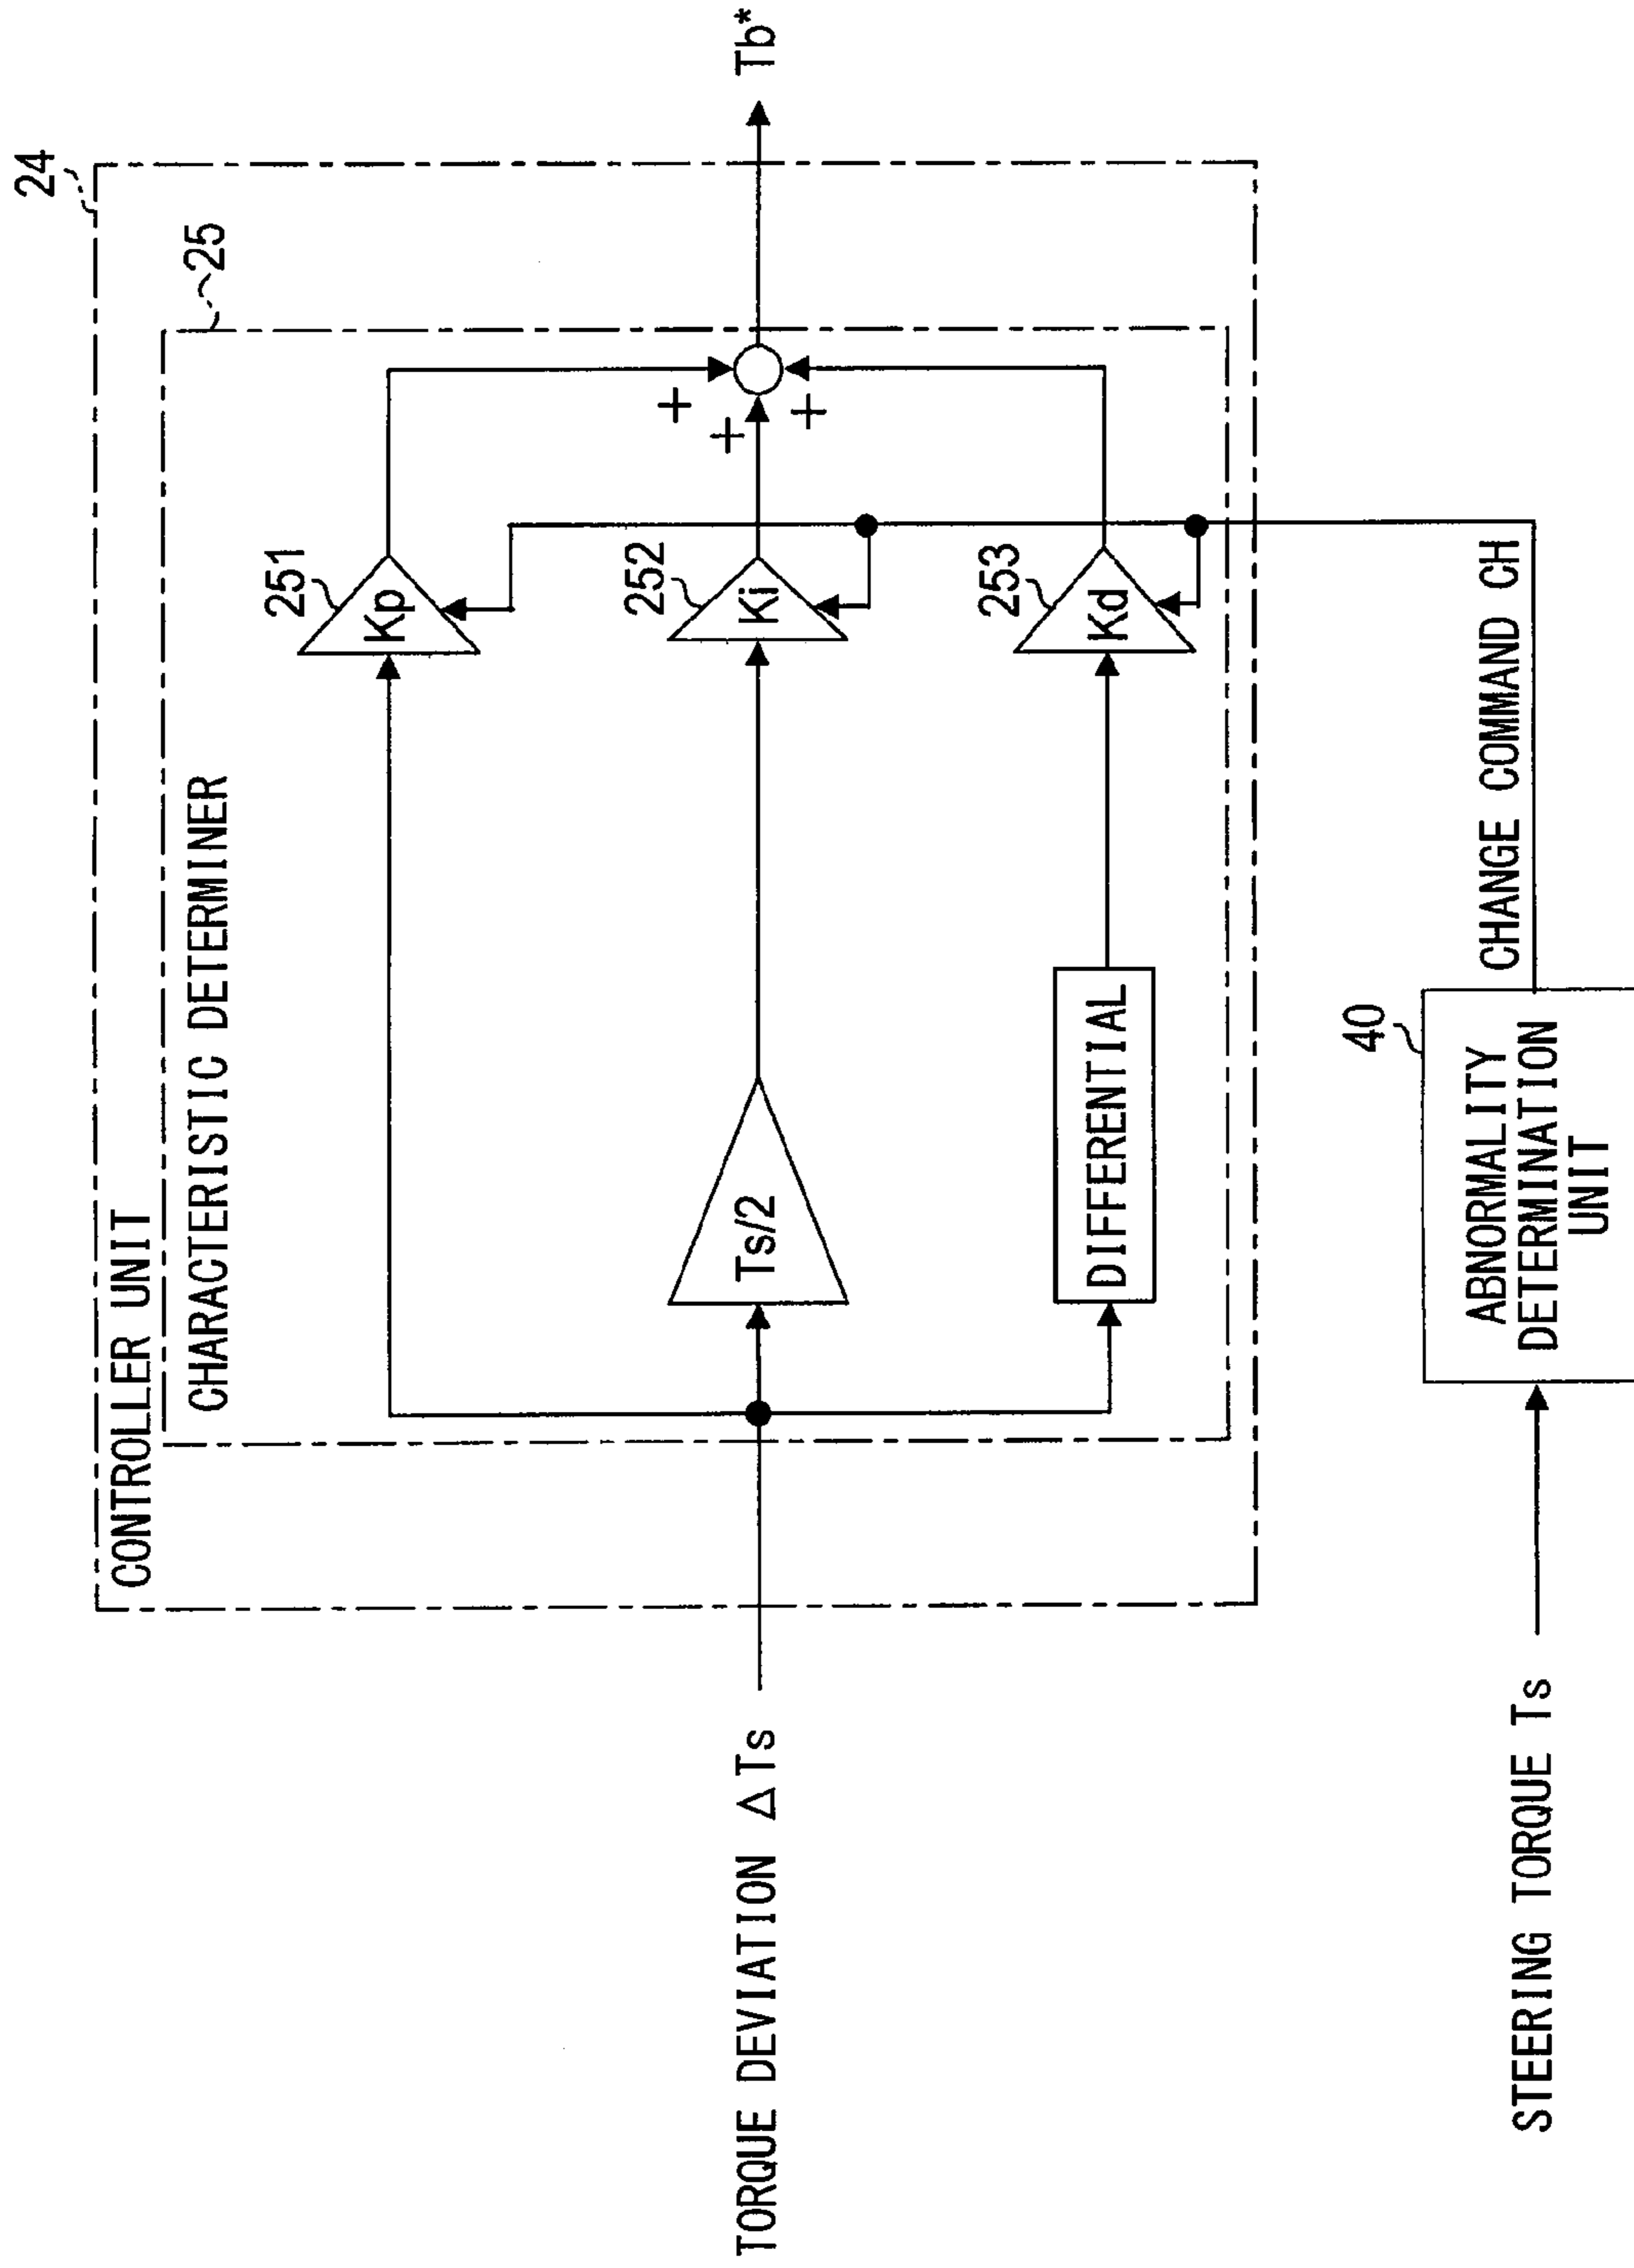 24
CONTROLLER UNIT
25
CHARACTERISTIC DETERMINER
251
Kp
+
252
TORQUE DEVIATION ΔTs
Ts/2
Ki
+
Tb*
+
253
DIFFERENTIAL
Kd
40
CHANGE COMMAND CH
STEERING TORQUE Ts
ABNORMALITY
DETERMINATION
UNIT